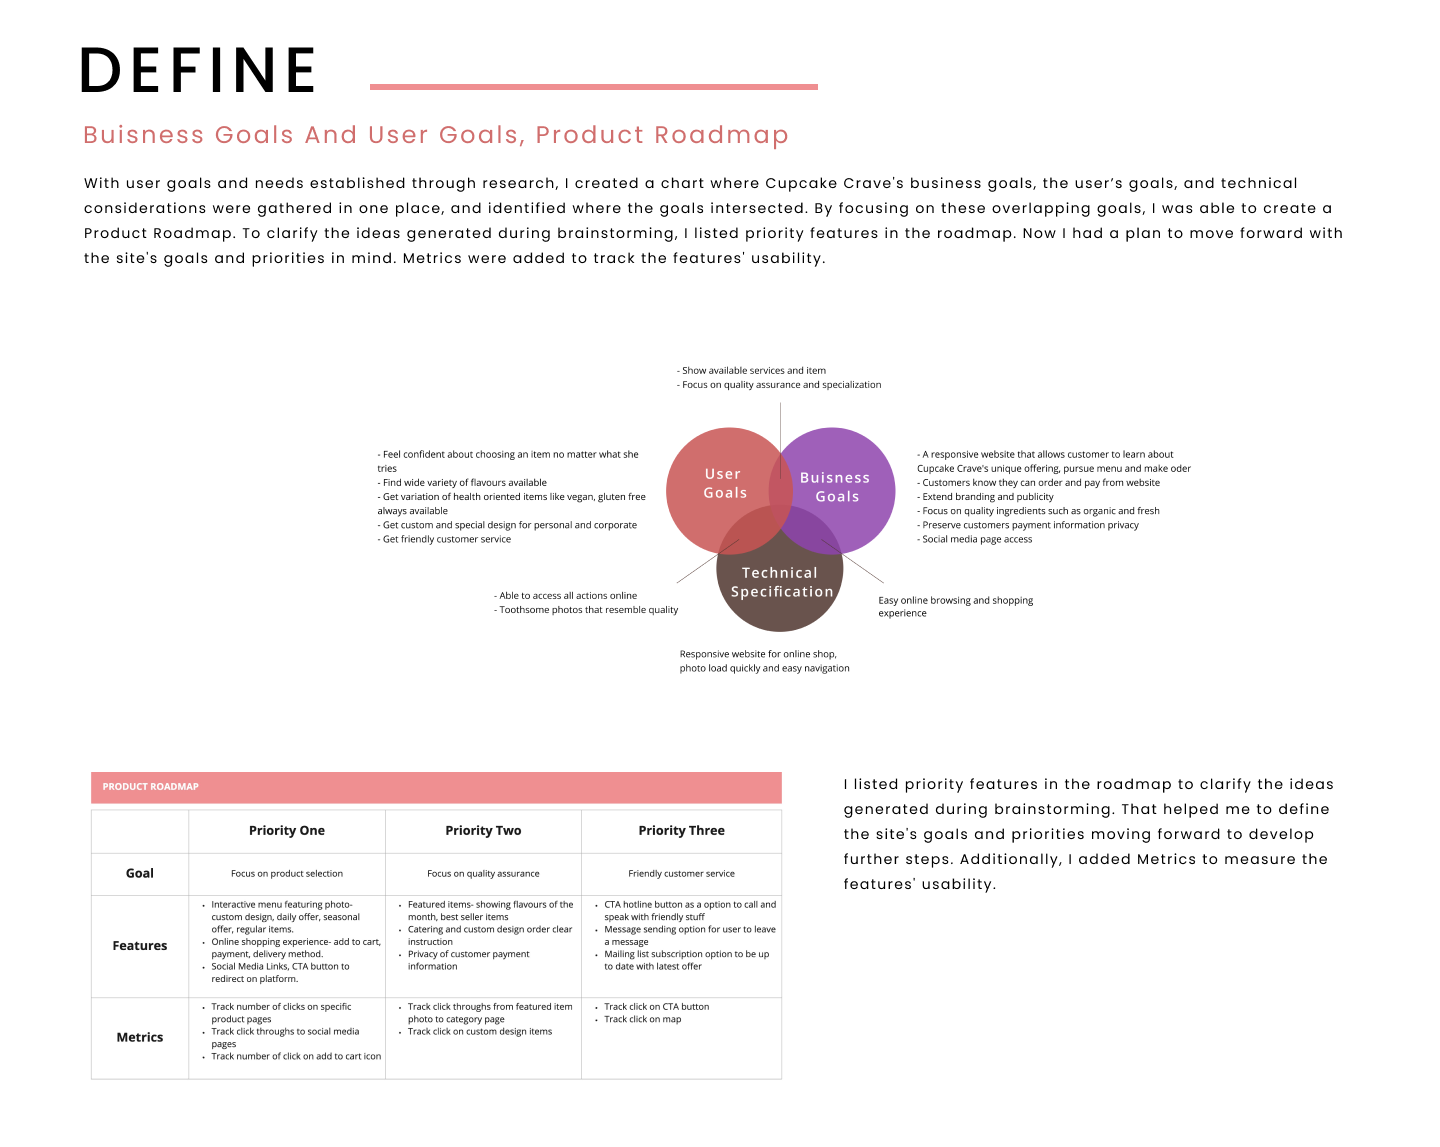 DEFINE
Buisness Goals And User Goals, Product Roadmap
With user goals and needs established through research, I created a chart where Cupcake Crave's business goals, the user’s goals, and technical
considerations were gathered in one place, and identified where the goals intersected. By focusing on these overlapping goals, I was able to create a
Product Roadmap. To clarify the ideas generated during brainstorming, I listed priority features in the roadmap. Now I had a plan to move forward with
the site's goals and priorities in mind. Metrics were added to track the features' usability.
- Show available services and item
- Focus on quality assurance and specialization
- Feel confident about choosing an item no matter what she
tries
- Find wide variety of flavours available
- Get variation of health oriented items like vegan, gluten free
always available
- Get custom and special design for personal and corporate
- Get friendly customer service
User
Goals
Buisness
Goals
- A responsive website that allows customer to learn about
Cupcake Crave's unique offering, pursue menu and make oder
- Customers know they can order and pay from website
- Extend branding and publicity
- Focus on quality ingredients such as organic and fresh
- Preserve customers payment information privacy
- Social media page access
Technical
Specification
- Able to access all actions online
- Toothsome photos that resemble quality
Easy online browsing and shopping
experience
Responsive website for online shop,
photo load quickly and easy navigation
PRODUCT ROADMAP
Priority One
Priority Two
Priority Three
Goal
Focus on product selection
Focus on quality assurance
Friendly customer service
Features
• Interactive menu featuring photo-
custom design, daily offer, seasonal
offer, regular items.
• Online shopping experience- add to cart,
payment, delivery method.
• Social Media Links, CTA button to
redirect on platform.
• Featured items- showing flavours of the
month, best seller items
• Catering and custom design order clear
instruction
• Privacy of customer payment
information
• CTA hotline button as a option to call and
speak with friendly stuff
• Message sending option for user to leave
a message
• Mailing list subscription option to be up
to date with latest offer
Metrics
• Track number of clicks on specific
product pages
• Track click throughs to social media
pages
• Track number of click on add to cart icon
• Track click throughs from featured item
photo to category page
• Track click on custom design items
• Track click on CTA button
• Track click on map
I listed priority features in the roadmap to clarify the ideas
generated during brainstorming. That helped me to define
the site's goals and priorities moving forward to develop
further steps. Additionally, I added Metrics to measure the
features' usability.